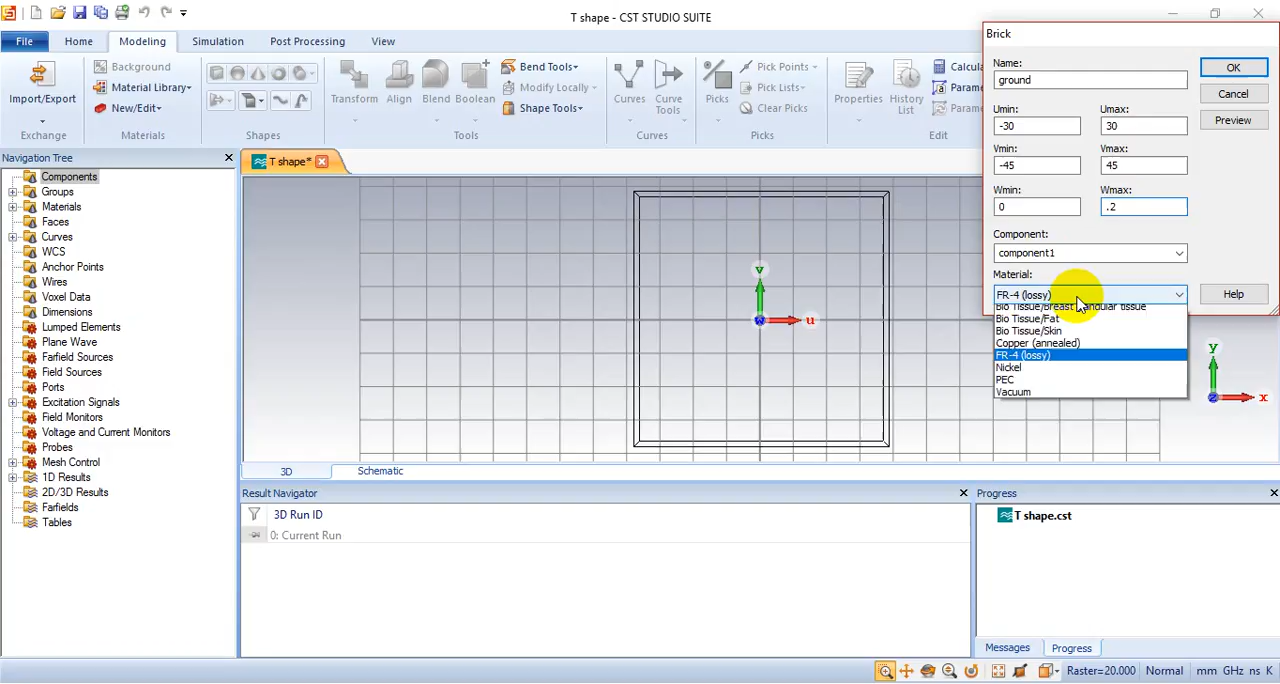 T shape - CST STUDIO SUITE
File
Home
Modeling
Simulation
Post Processing
View
Import/Export
Exchange
Background
Material Library
New/Edit
Materials
Shapes
Transform
Align
Blend
Boolean
Bend Tools
Modify Locally
Shape Tools
Tools
Curves
Curve Tools
Curves
Picks
Pick Points
Pick Lists
Clear Picks
Picks
Properties
History List
Edit
Brick
Name:
ground
OK
Cancel
Preview
Umin:
Umax:
-30
30
Vmin:
Vmax:
-45
45
Wmin:
Wmax:
0
.2
Component:
component1
Material:
FR-4 (lossy)
Help
Bio Tissue/Fat
Bio Tissue/Skin
Copper (annealed)
FR-4 (lossy)
Nickel
PEC
Vacuum
Navigation Tree
Components
Groups
Materials
Faces
Curves
WCS
Anchor Points
Wires
Voxel Data
Dimensions
Lumped Elements
Plane Wave
Farfield Sources
Field Sources
Ports
Excitation Signals
Field Monitors
Voltage and Current Monitors
Probes
Mesh Control
1D Results
2D/3D Results
Farfields
Tables
T shape*
v
w
u
y
z
x
3D
Schematic
Result Navigator
3D Run ID
0: Current Run
Progress
T shape.cst
Messages
Progress
Raster=20.000
Normal
mm GHz ns K